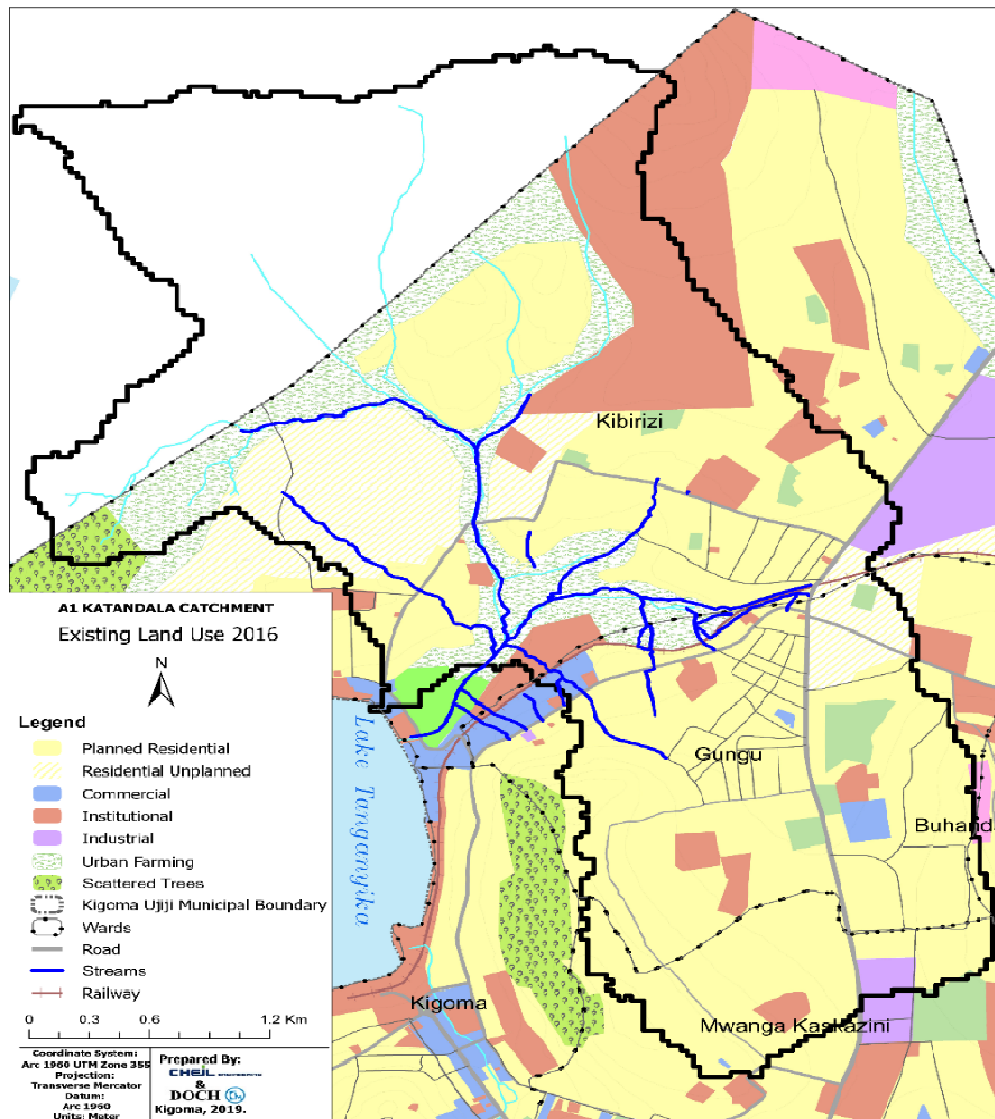 Kibirizi
A1 KATANDALA CATCHMENT
Existing Land Use 2016
N
Legend
Planned Residential
Residential Unplanned
Commercial
Institutional
Industrial
Urban Farming
Scattered Trees
Kigoma Ujiji Municipal Boundary
Wards
Road
Streams
Railway
0 0.3 0.6 1.2 Km
Coordinate System:
Arc 1960 UTM Zone 35S
Projection:
Transverse Mercator
Datum:
Arc 1960
Units: Meter
Prepared By:
CHEIL
&
DOCH
Kigoma, 2019.
Lake Tanganyika
Gungu
Buhand
Kigoma
Mwanga Kaskazini